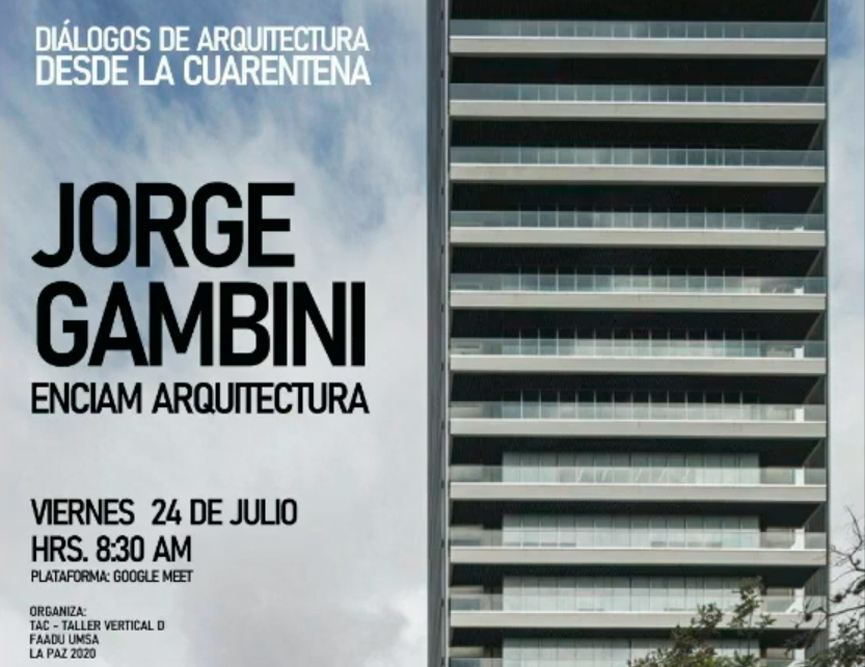 DIÁLOGOS DE ARQUITECTURA
DESDE LA CUARENTENA
JORGE
GAMBINI
ENCIAM ARQUITECTURA
VIERNES 24 DE JULIO
HRS. 8:30 AM
PLATAFORMA: GOOGLE MEET
ORGANIZA:
TAC - TALLER VERTICAL D
FAADU UMSA
LA PAZ 2020